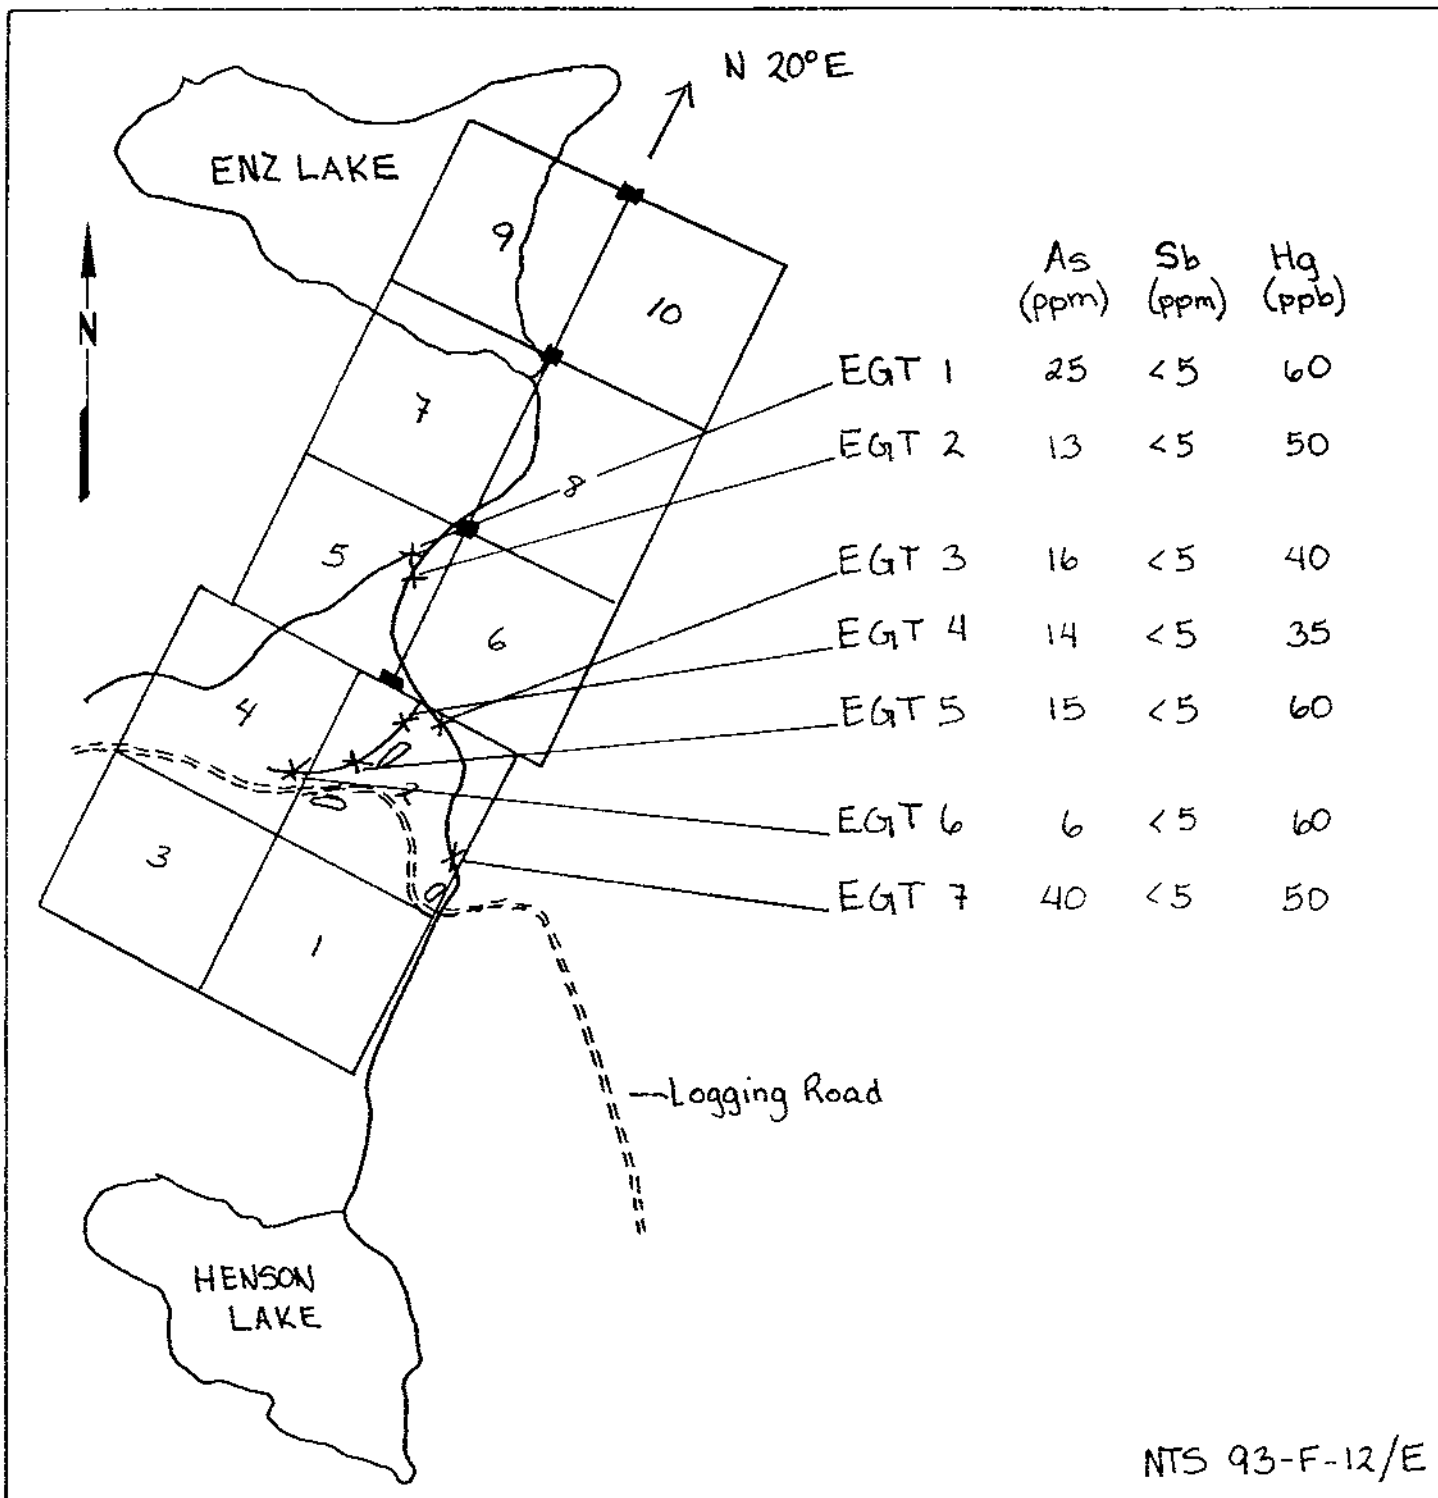 N 20°E
ENZ LAKE
N
9
10
7
8
5
6
4
2
3
1
As Sb Hg
(ppm) (ppm) (ppb)
EGT 1 25 <5 60
EGT 2 13 <5 50
EGT 3 16 <5 40
EGT 4 14 <5 35
EGT 5 15 <5 60
EGT 6 6 <5 60
EGT 7 40 <5 50
Logging Road
HENSON
LAKE
NTS 93-F-12/E